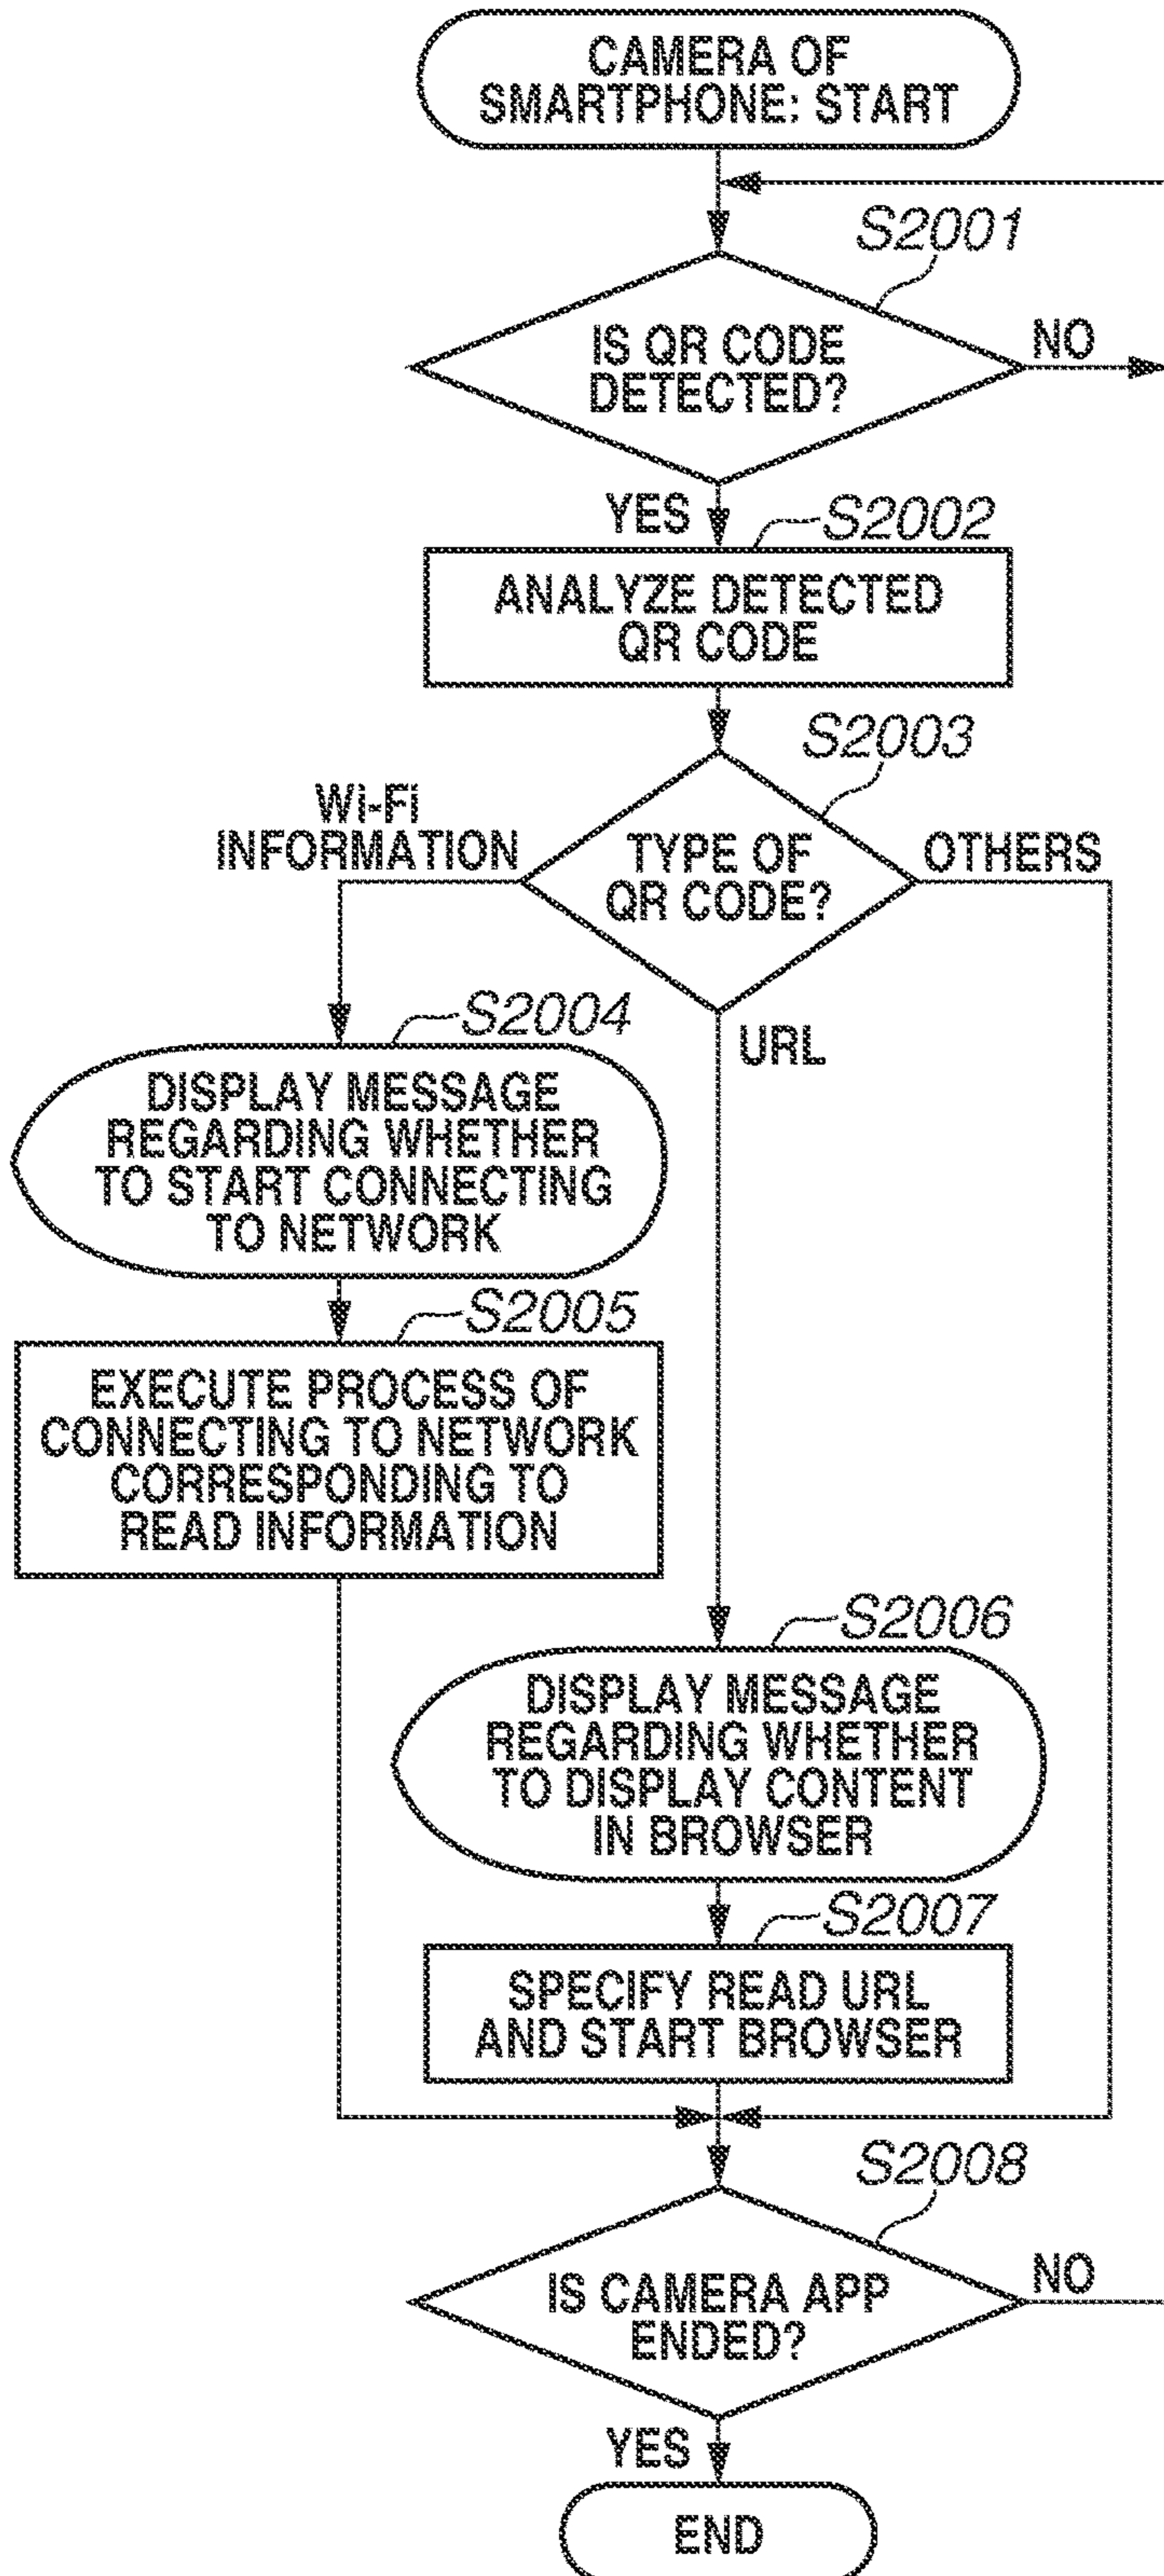 CAMERA OF
SMARTPHONE: START
S2001
IS QR CODE
DETECTED?
NO
YES
S2002
ANALYZE DETECTED
QR CODE
S2003
Wi-Fi
INFORMATION
TYPE OF
QR CODE?
OTHERS
URL
S2004
DISPLAY MESSAGE
REGARDING WHETHER
TO START CONNECTING
TO NETWORK
S2005
EXECUTE PROCESS OF
CONNECTING TO NETWORK
CORRESPONDING TO
READ INFORMATION
S2006
DISPLAY MESSAGE
REGARDING WHETHER
TO DISPLAY CONTENT
IN BROWSER
S2007
SPECIFY READ URL
AND START BROWSER
S2008
IS CAMERA APP
ENDED?
NO
YES
END